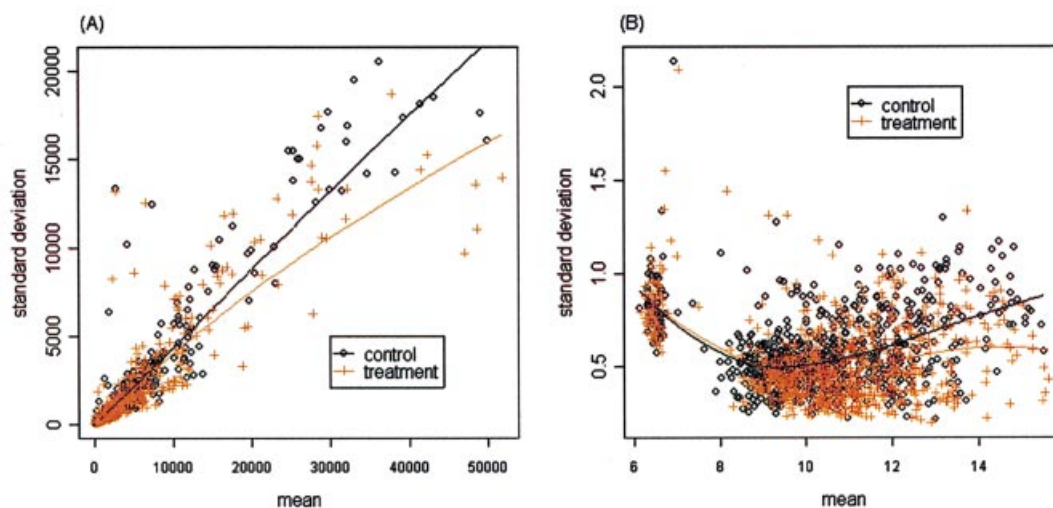 (A)
standard deviation
20000
15000
10000
5000
0
control
treatment
0 10000 20000 30000 40000 50000
mean
(B)
standard deviation
2.0
1.5
1.0
0.5
control
treatment
6 8 10 12 14
mean